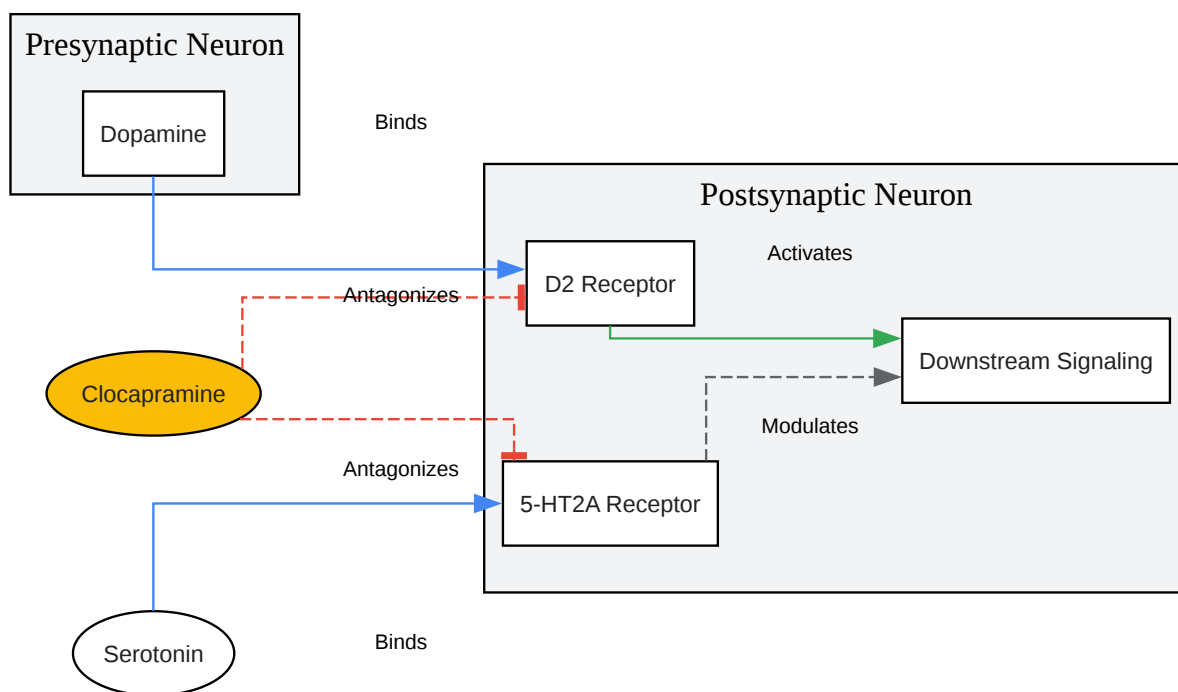 Presynaptic Neuron
Dopamine
Binds
Postsynaptic Neuron
Activates
D2 Receptor
Antagonizes
Downstream Signaling
Clocapramine
Modulates
Antagonizes
5-HT2A Receptor
Binds
Serotonin